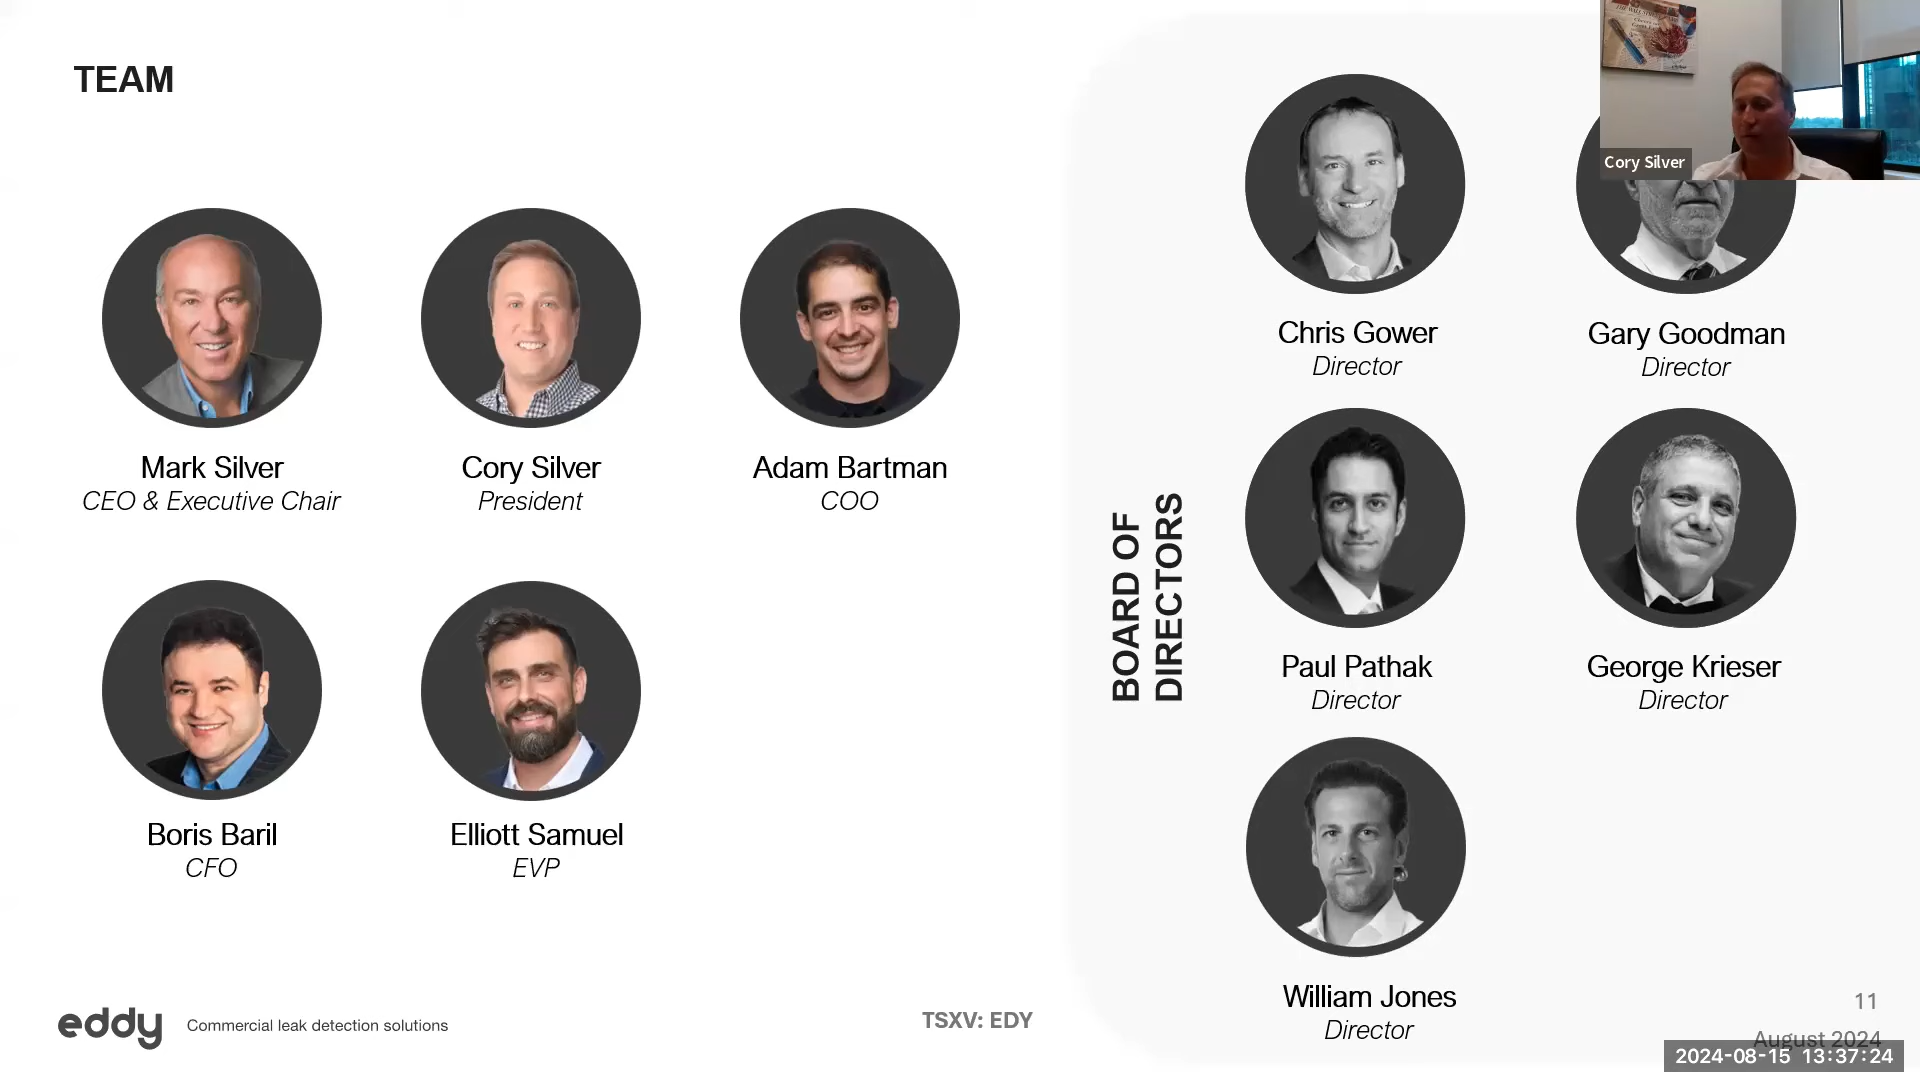 TEAM
Mark Silver
CEO & Executive Chair
Cory Silver
President
Adam Bartman
COO
Boris Baril
CFO
Elliott Samuel
EVP
BOARD OF
DIRECTORS
Chris Gower
Director
Gary Goodman
Director
Paul Pathak
Director
George Krieser
Director
William Jones
Director
Cory Silver
eddy
Commercial leak detection solutions
TSXV: EDY
11
August 2024
2024-08-15 13:37:24